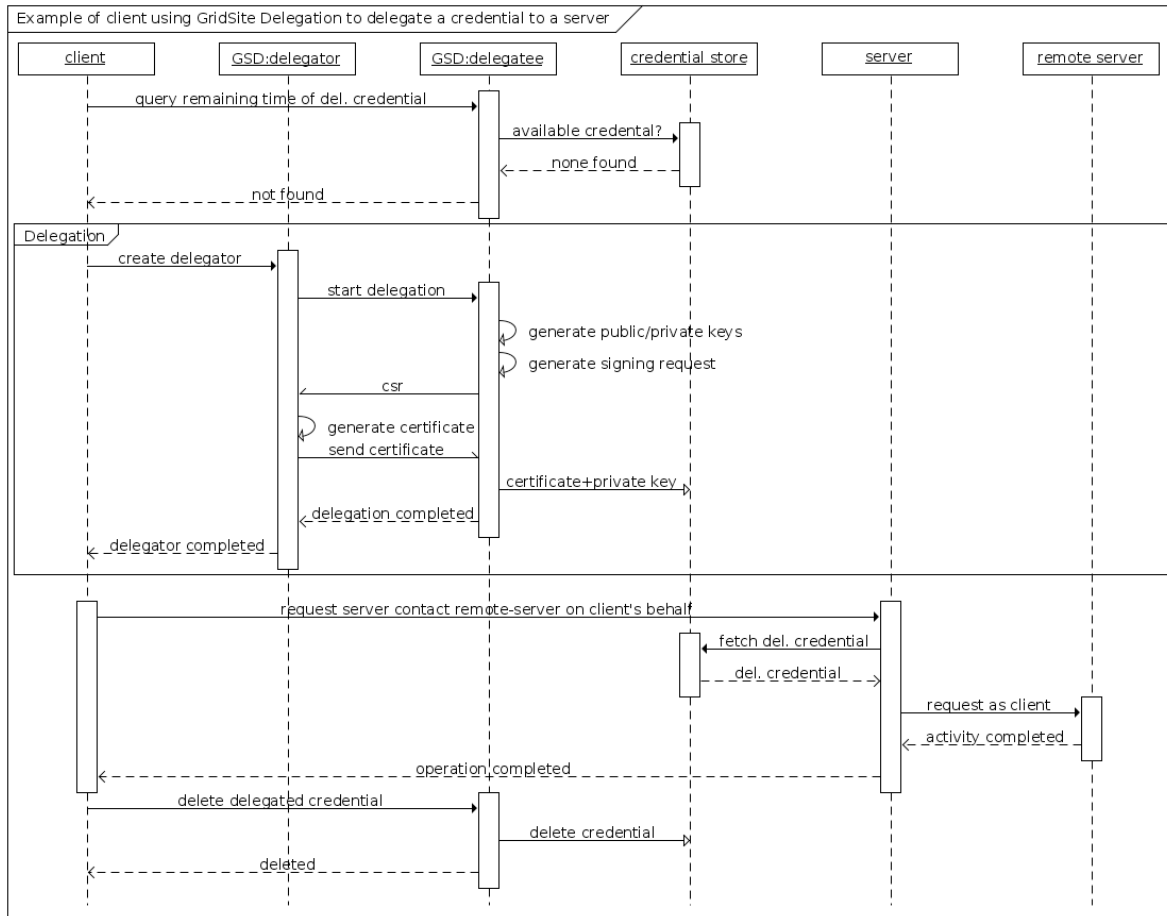 Example of client using GridSite Delegation to delegate a credential to a server
client
GSD:delegator
GSD:delegatee
credential store
server
remote server
query remaining time of del. credential
available credental?
none found
not found
Delegation
create delegator
start delegation
generate public/private keys
generate signing request
csr
generate certificate
send certificate
certificate+private key
delegation completed
delegator completed
request server contact remote-server on client's behalf
fetch del. credential
del. credential
request as client
activity completed
operation completed
delete delegated credential
delete credential
deleted